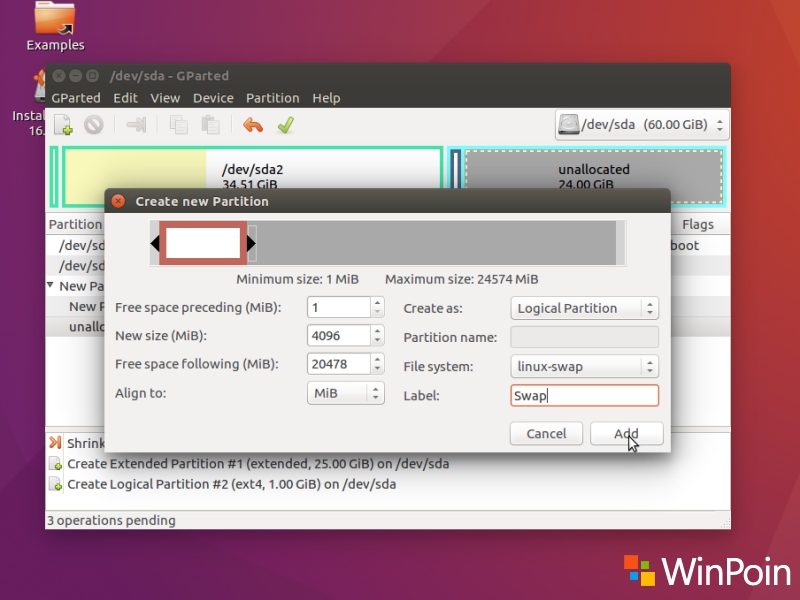 Examples
Instal
16.
/dev/sda - GParted
GParted Edit View Device Partition Help
/dev/sda (60.00 GiB)
/dev/sda2
34.51 GiB
unallocated
24.00 GiB
Create new Partition
Partition
Flags
/dev/sd
boot
/dev/sd
New Pa
New P
unallo
Minimum size: 1 MiB Maximum size: 24574 MiB
Free space preceding (MiB): 1 Create as: Logical Partition
New size (MiB): 4096 Partition name:
Free space following (MiB): 20478 File system: linux-swap
Align to: MiB Label: Swap
Cancel Add
Shrink
Create Extended Partition #1 (extended, 25.00 GiB) on /dev/sda
Create Logical Partition #2 (ext4, 1.00 GiB) on /dev/sda
3 operations pending
WinPoin